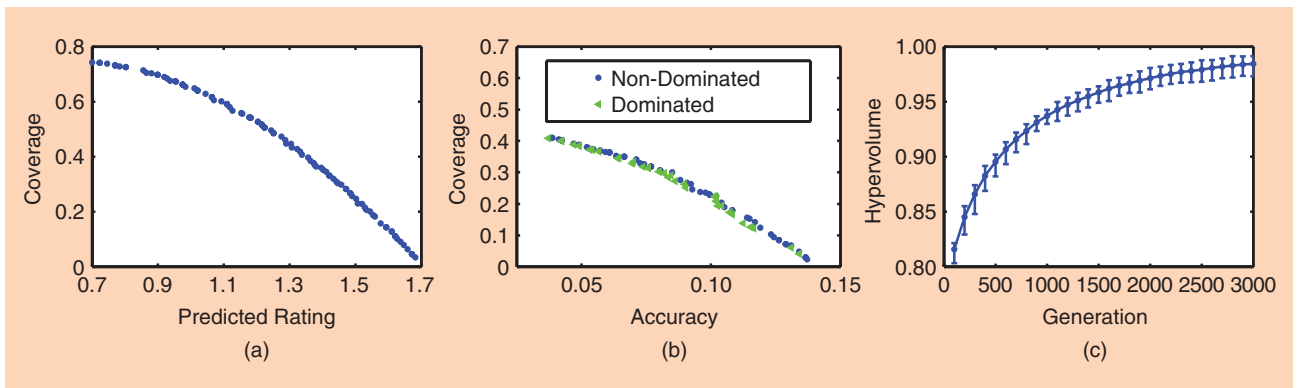 0.8
0.6
0.4
0.2
0
0.7 0.9 1.1 1.3 1.5 1.7
Coverage
Predicted Rating
(a)
0.7
0.6
0.5
0.4
0.3
0.2
0.1
0
0.05 0.10 0.15
Coverage
Non-Dominated
Dominated
Accuracy
(b)
1.00
0.95
0.90
0.85
0.80
0 500 1000 1500 2000 2500 3000
Hypervolume
Generation
(c)